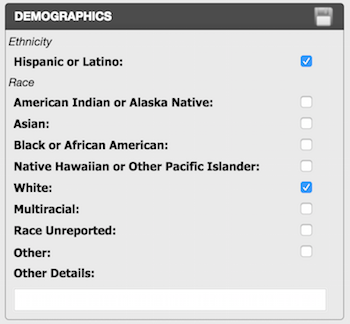 DEMOGRAPHICS
Ethnicity
Hispanic or Latino:
Race
American Indian or Alaska Native:
Asian:
Black or African American:
Native Hawaiian or Other Pacific Islander:
White:
Multiracial:
Race Unreported:
Other:
Other Details: